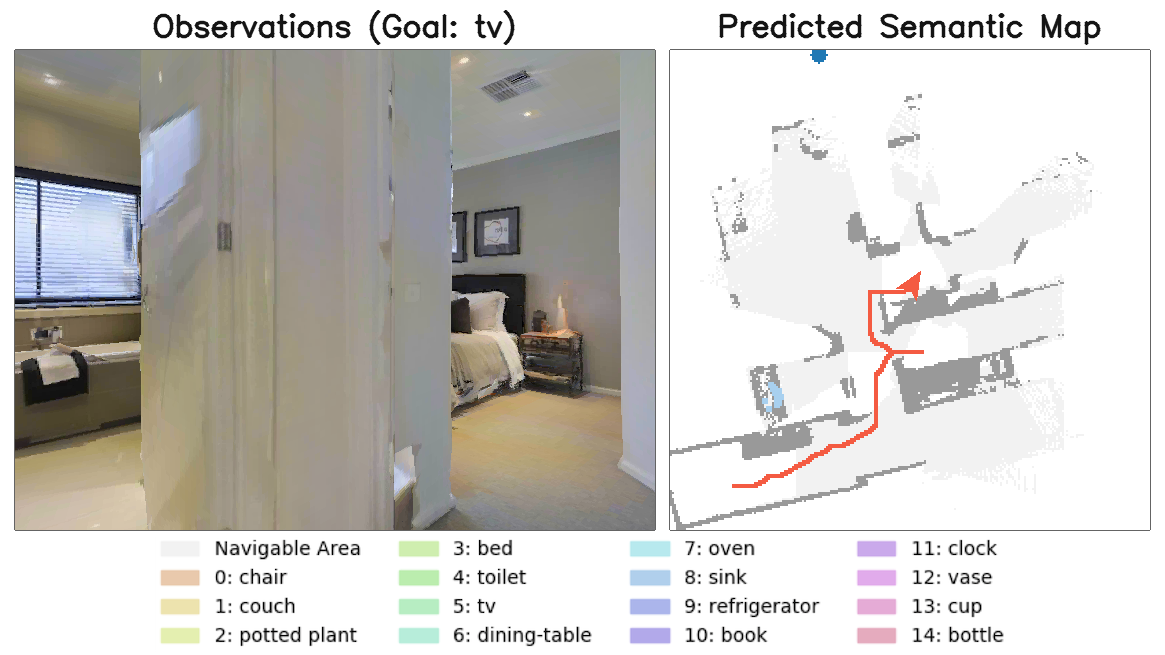 Observations (Goal: tv)
Predicted Semantic Map
Navigable Area
0: chair
1: couch
2: potted plant
3: bed
4: toilet
5: tv
6: dining-table
7: oven
8: sink
9: refrigerator
10: book
11: clock
12: vase
13: cup
14: bottle